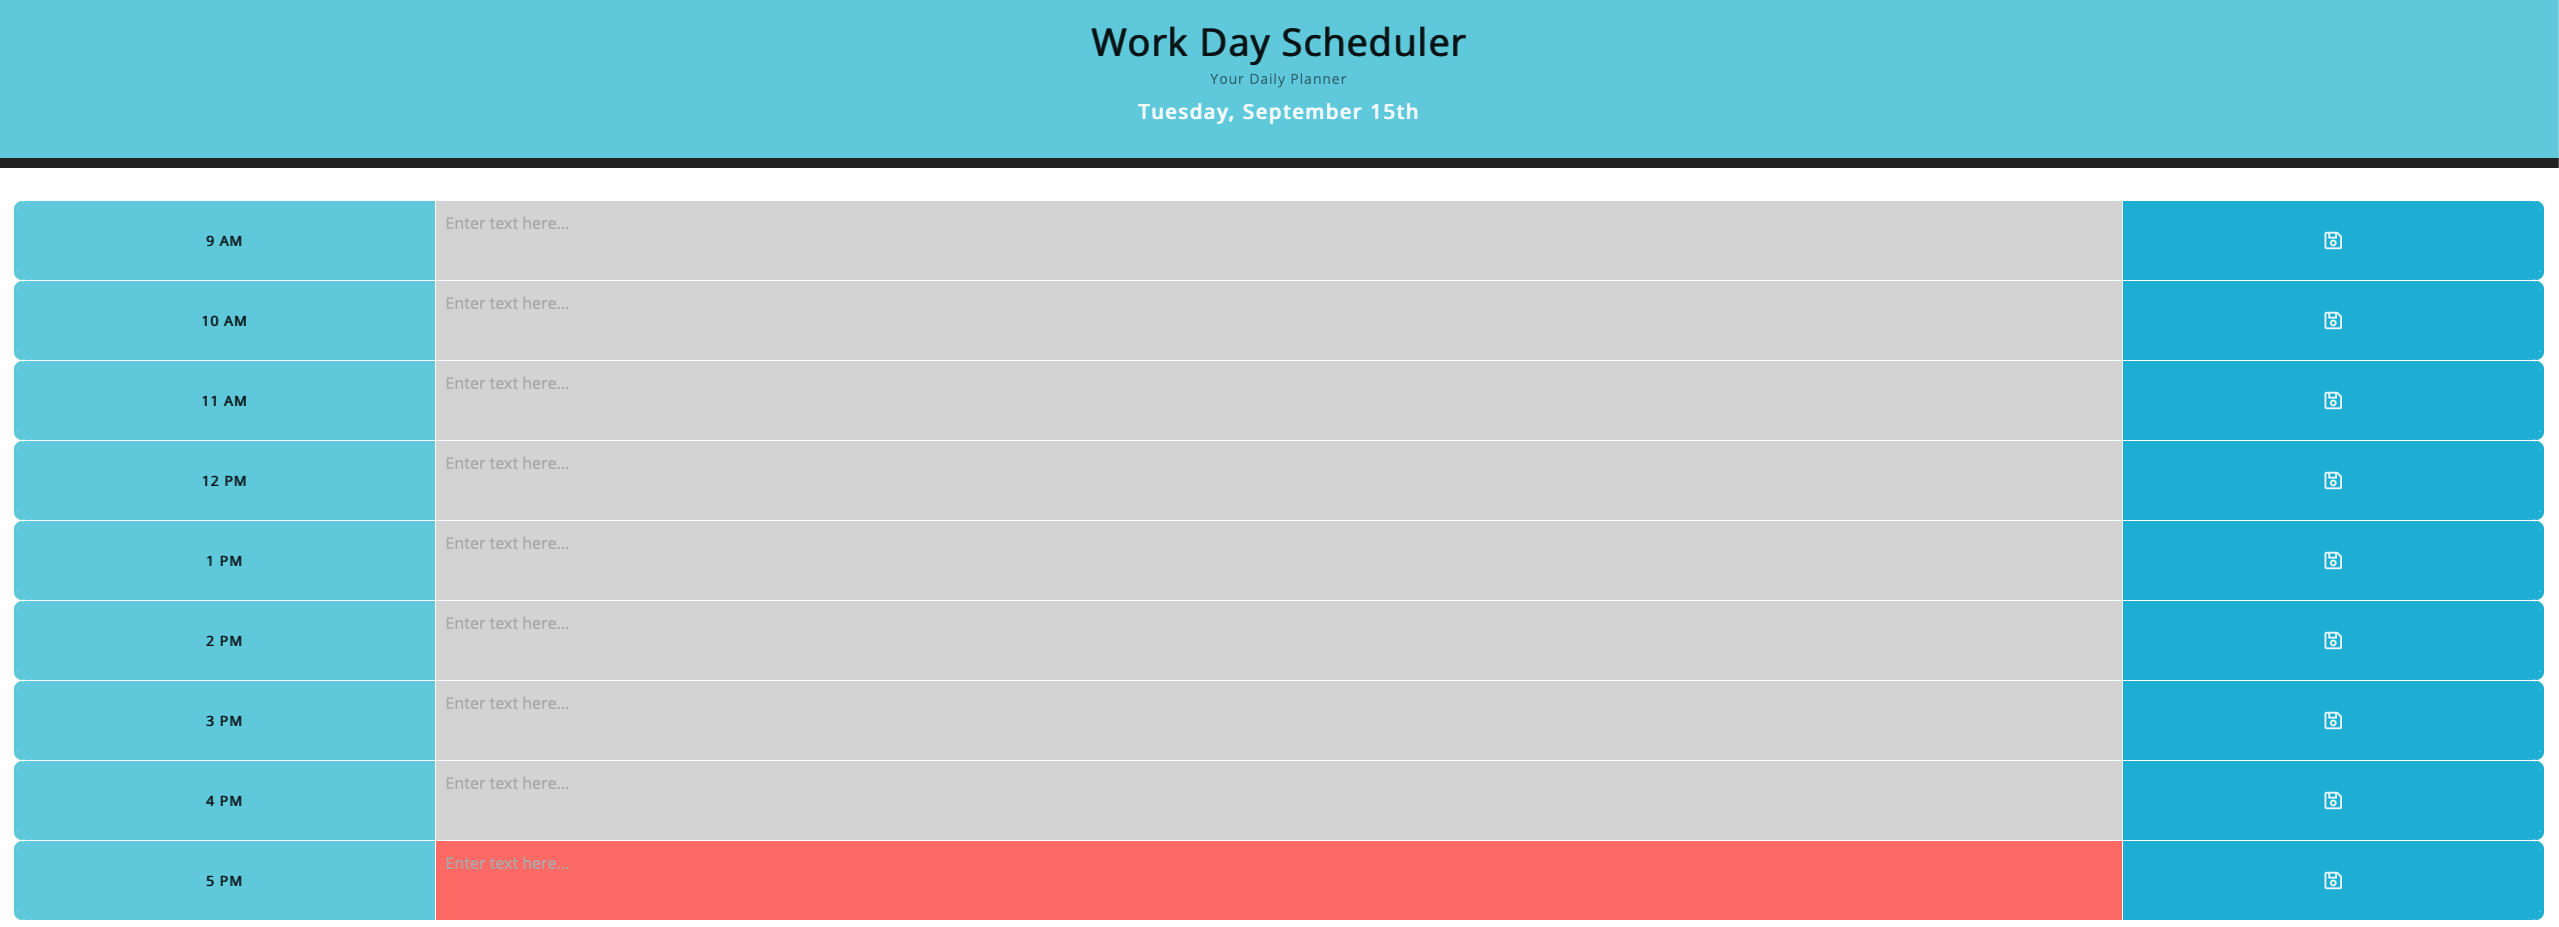 Work Day Scheduler
Your Daily Planner
Tuesday, September 15th
9 AM
Enter text here...
10 AM
Enter text here...
11 AM
Enter text here...
12 PM
Enter text here...
1 PM
Enter text here...
2 PM
Enter text here...
3 PM
Enter text here...
4 PM
Enter text here...
5 PM
Enter text here...